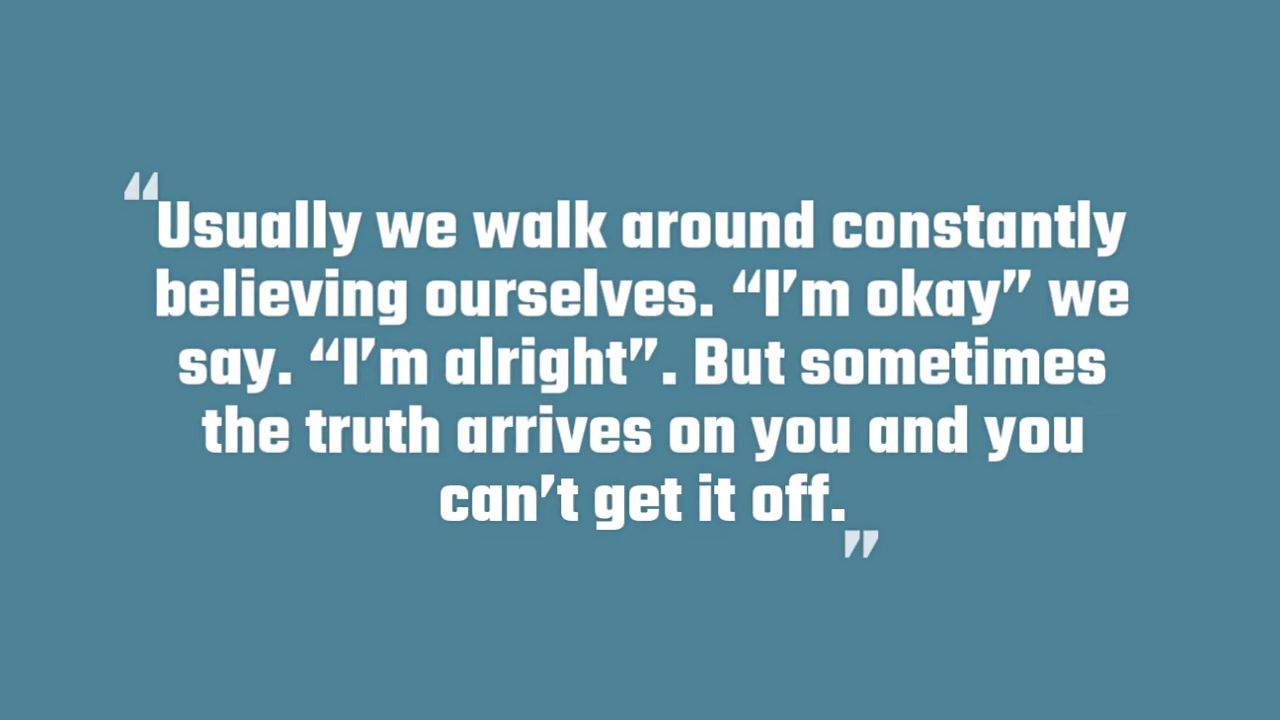 “Usually we walk around constantly
believing ourselves. “I’m okay” we
say. “I’m alright”. But sometimes
the truth arrives on you and you
can’t get it off.”